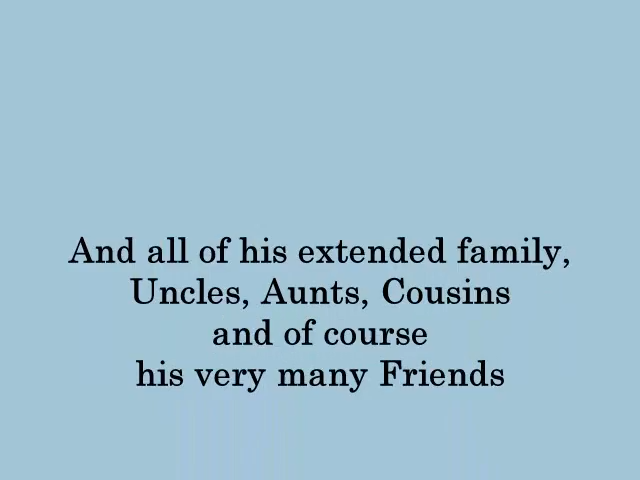 And all of his extended family,
Uncles, Aunts, Cousins
and of course
his very many Friends